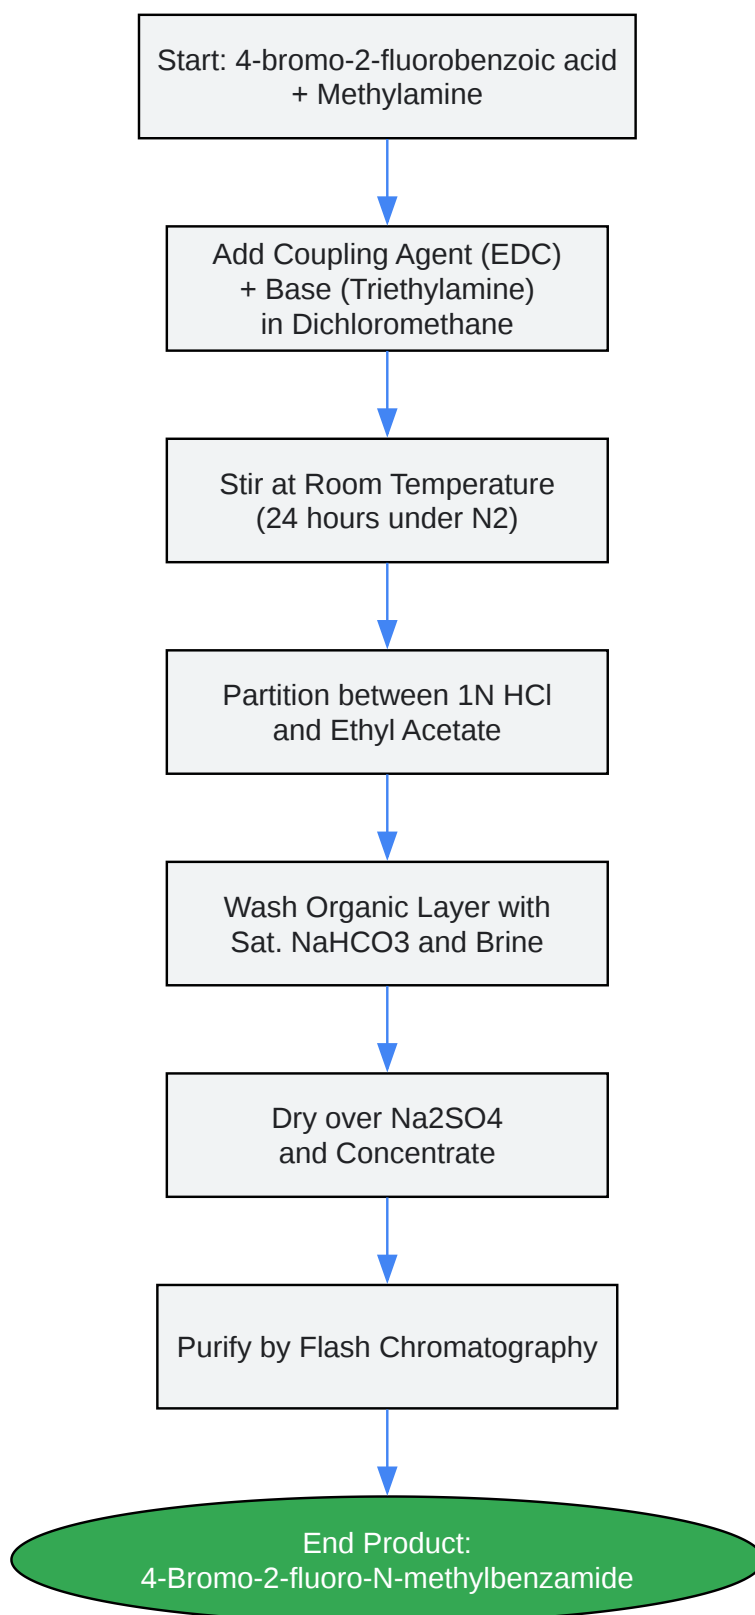 Start: 4-bromo-2-fluorobenzoic acid
+ Methylamine
Add Coupling Agent (EDC)
+ Base (Triethylamine)
in Dichloromethane
Stir at Room Temperature
(24 hours under N2)
Partition between 1N HCl
and Ethyl Acetate
Wash Organic Layer with
Sat. NaHCO3 and Brine
Dry over Na2SO4
and Concentrate
Purify by Flash Chromatography
End Product:
4-Bromo-2-fluoro-N-methylbenzamide